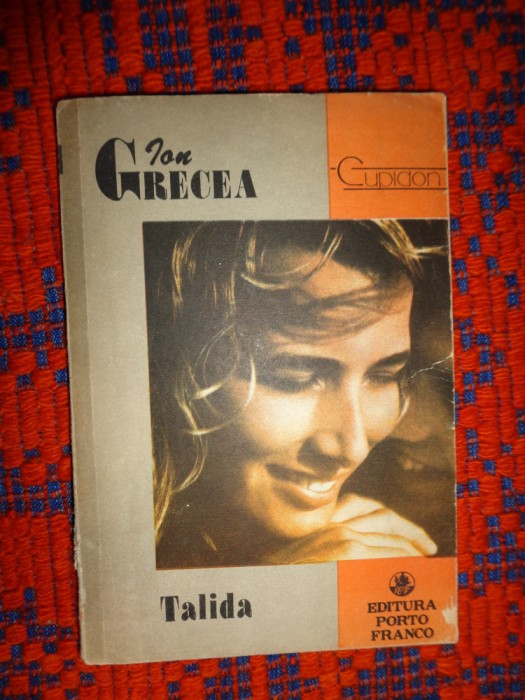 Ion
GRECEA
Cupidon
Talida
EDITURA
PORTO
FRANCO